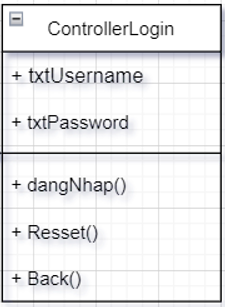 ControllerLogin
+ txtUsername
+ txtPassword
+ dangNhap()
+ Resset()
+ Back()